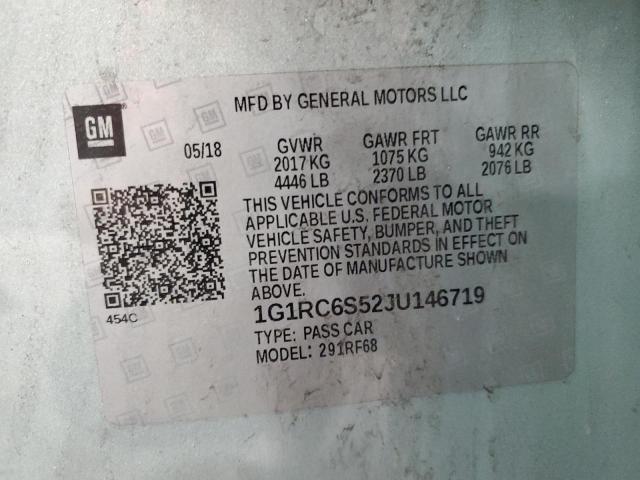 GM
MFD BY GENERAL MOTORS LLC
05/18 GVWR GAWR FRT GAWR RR
2017 KG 1075 KG 942 KG
4446 LB 2370 LB 2076 LB
THIS VEHICLE CONFORMS TO ALL
APPLICABLE U.S. FEDERAL MOTOR
VEHICLE SAFETY, BUMPER, AND THEFT
PREVENTION STANDARDS IN EFFECT ON
THE DATE OF MANUFACTURE SHOWN
ABOVE.
454C
1G1RC6S52JU146719
TYPE: PASS CAR
MODEL: 291RF68